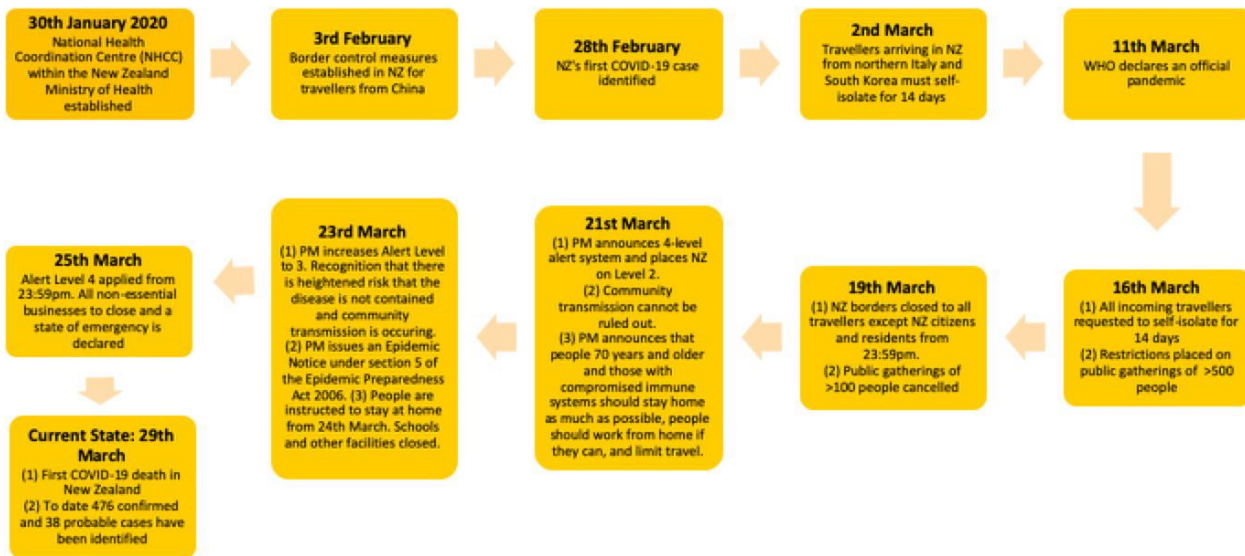 30th January 2020
National Health
Coordination Centre (NHCC)
within the New Zealand
Ministry of Health
established
3rd February
Border control measures
established in NZ for
travellers from China
28th February
NZ's first COVID-19 case
identified
2nd March
Travellers arriving in NZ
from northern Italy and
South Korea must self-
isolate for 14 days
11th March
WHO declares an official
pandemic
16th March
(1) All incoming travellers
requested to self-isolate for
14 days
(2) Restrictions placed on
public gatherings of >500
people
19th March
(1) NZ borders closed to all
travellers except NZ citizens
and residents from
23:59pm.
(2) Public gatherings of
>100 people cancelled
21st March
(1) PM announces 4-level
alert system and places NZ
on Level 2.
(2) Community
transmission cannot be
ruled out.
(3) PM announces that
people 70 years and older
and those with
compromised immune
systems should stay home
as much as possible, people
should work from home if
they can, and limit travel.
23rd March
(1) PM increases Alert Level
to 3. Recognition that there
is heightened risk that the
disease is not contained
and community
transmission is occuring.
(2) PM issues an Epidemic
Notice under section 5 of
the Epidemic Preparedness
Act 2006. (3) People are
instructed to stay at home
from 24th March. Schools
and other facilities closed.
25th March
Alert Level 4 applied from
23:59pm. All non-essential
businesses to close and a
state of emergency is
declared
Current State: 29th
March
(1) First COVID-19 death in
New Zealand
(2) To date 476 confirmed
and 38 probable cases have
been identified